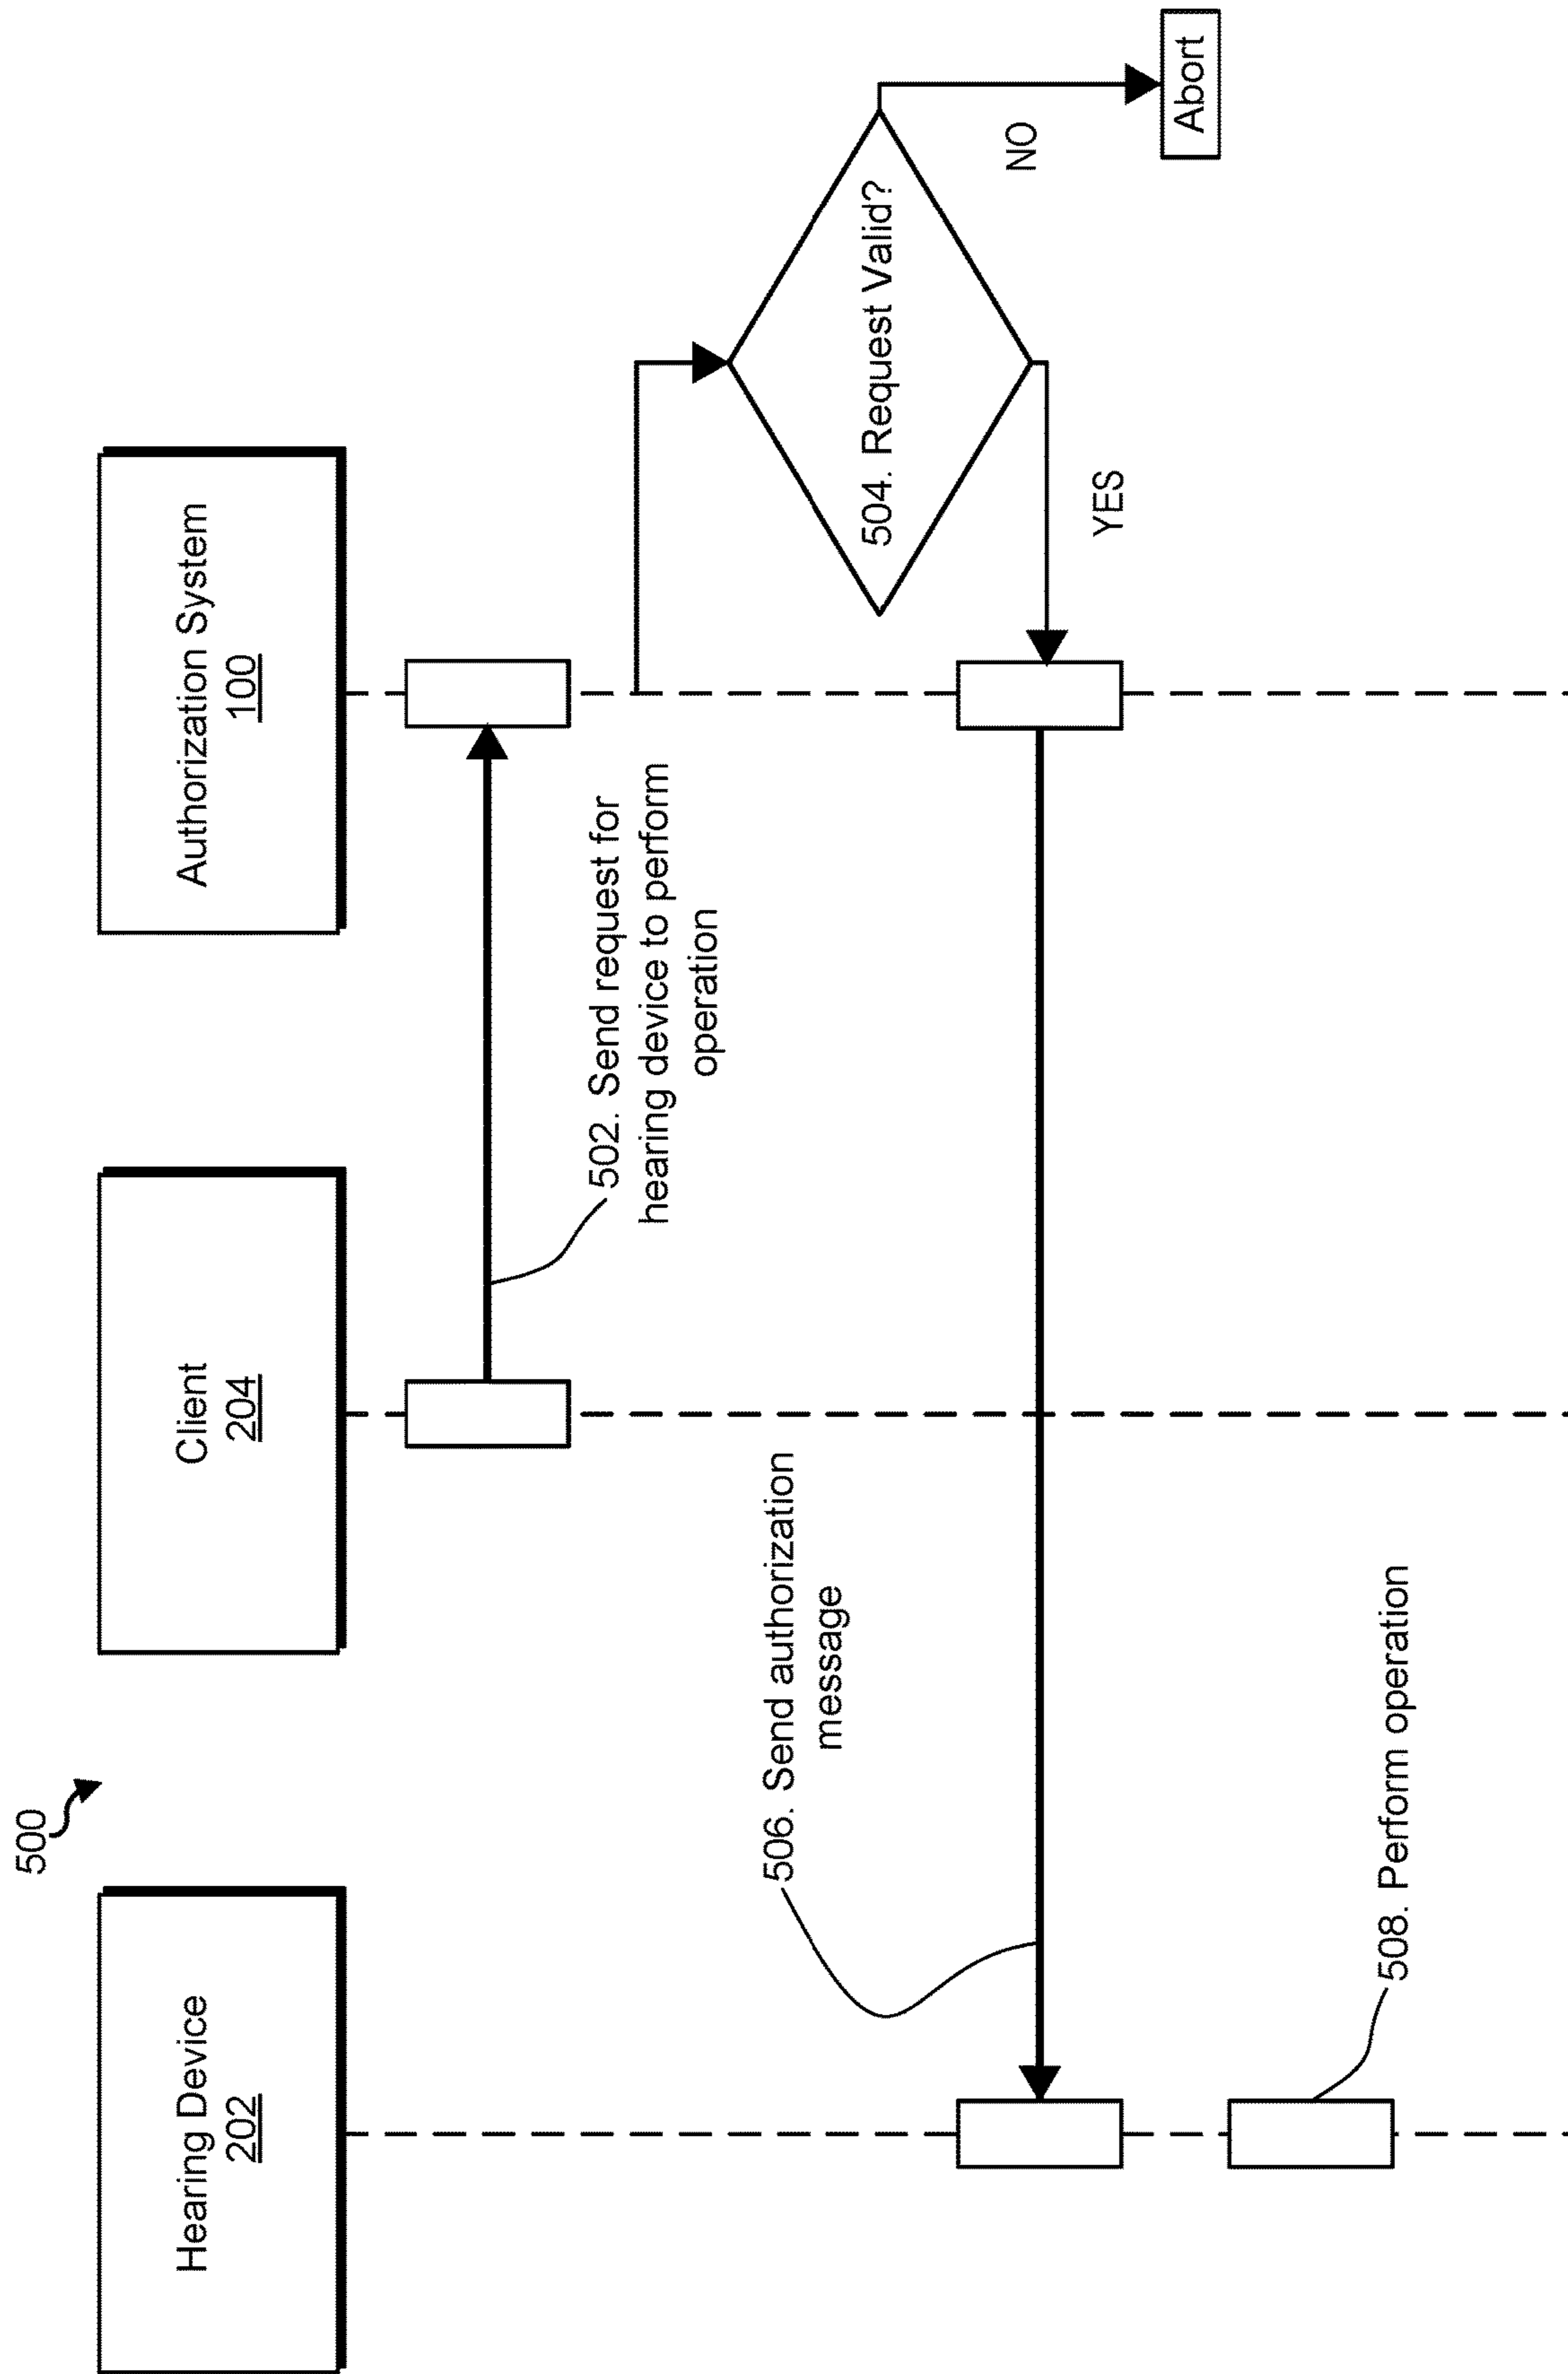 500
Hearing Device
202
Client
204
Authorization System
100
502. Send request for
hearing device to perform
operation
504. Request Valid?
NO
YES
Abort
506. Send authorization
message
508. Perform operation